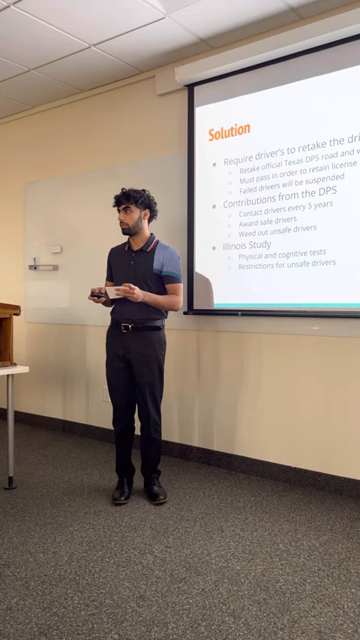 Solution
Require driver's to retake the
Retake official Texas DPS road and
Must pass in order to retain license
Failed drivers will be suspended
Contributions from the DPS
Contact drivers every 5 years
Award safe drivers
Weed out unsafe drivers
Illinois Study
Physical and cognitive tests
Restrictions for unsafe drivers